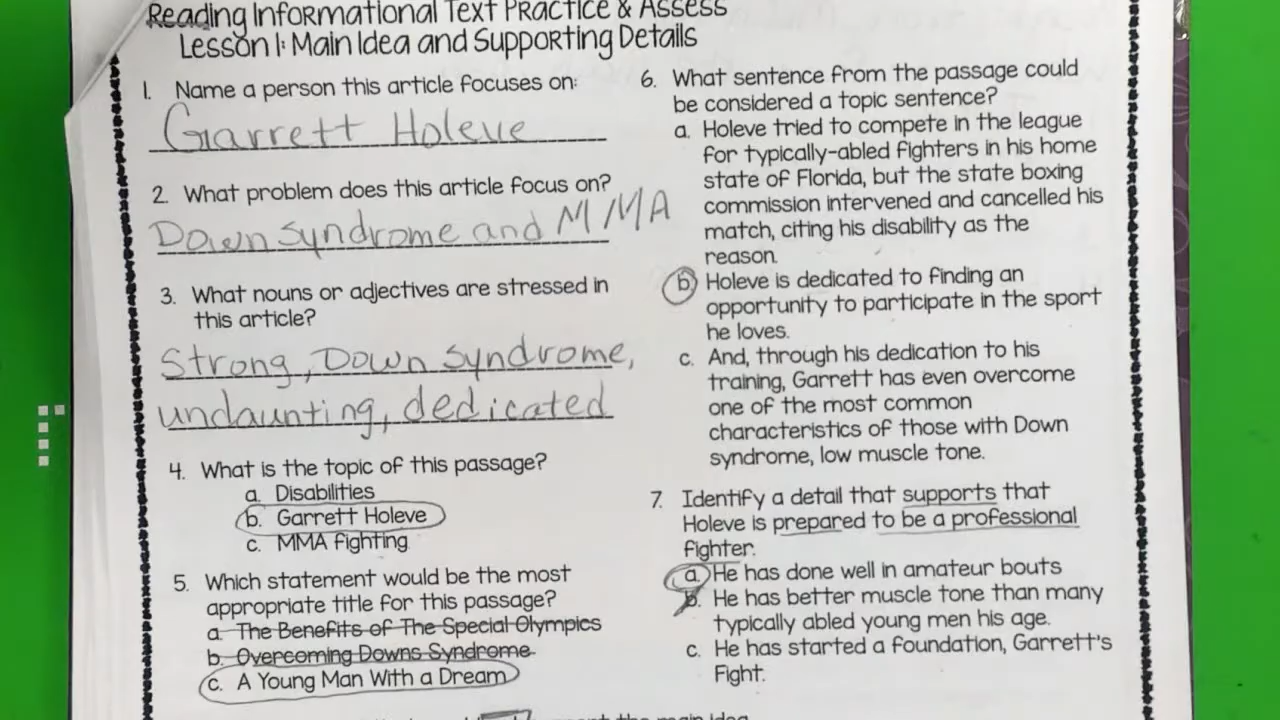 Reading Informational Text Practice & Assess
Lesson 1: Main Idea and Supporting Details
1. Name a person this article focuses on:
Garrett Holeve
2. What problem does this article focus on?
Down Syndrome and MMA
3. What nouns or adjectives are stressed in
this article?
Strong, Down Syndrome,
undaunting, dedicated
4. What is the topic of this passage?
a. Disabilities
b. Garrett Holeve
c. MMA fighting
5. Which statement would be the most
appropriate title for this passage?
a. The Benefits of The Special Olympics
b. Overcoming Downs Syndrome
c. A Young Man With a Dream
6. What sentence from the passage could
be considered a topic sentence?
a. Holeve tried to compete in the league
for typically-abled fighters in his home
state of Florida, but the state boxing
commission intervened and cancelled his
match, citing his disability as the
reason.
b. Holeve is dedicated to finding an
opportunity to participate in the sport
he loves.
c. And, through his dedication to his
training, Garrett has even overcome
one of the most common
characteristics of those with Down
syndrome, low muscle tone.
7. Identify a detail that supports that
Holeve is prepared to be a professional
fighter.
a. He has done well in amateur bouts
b. He has better muscle tone than many
typically abled young men his age.
c. He has started a foundation, Garrett's
Fight.
the main idea